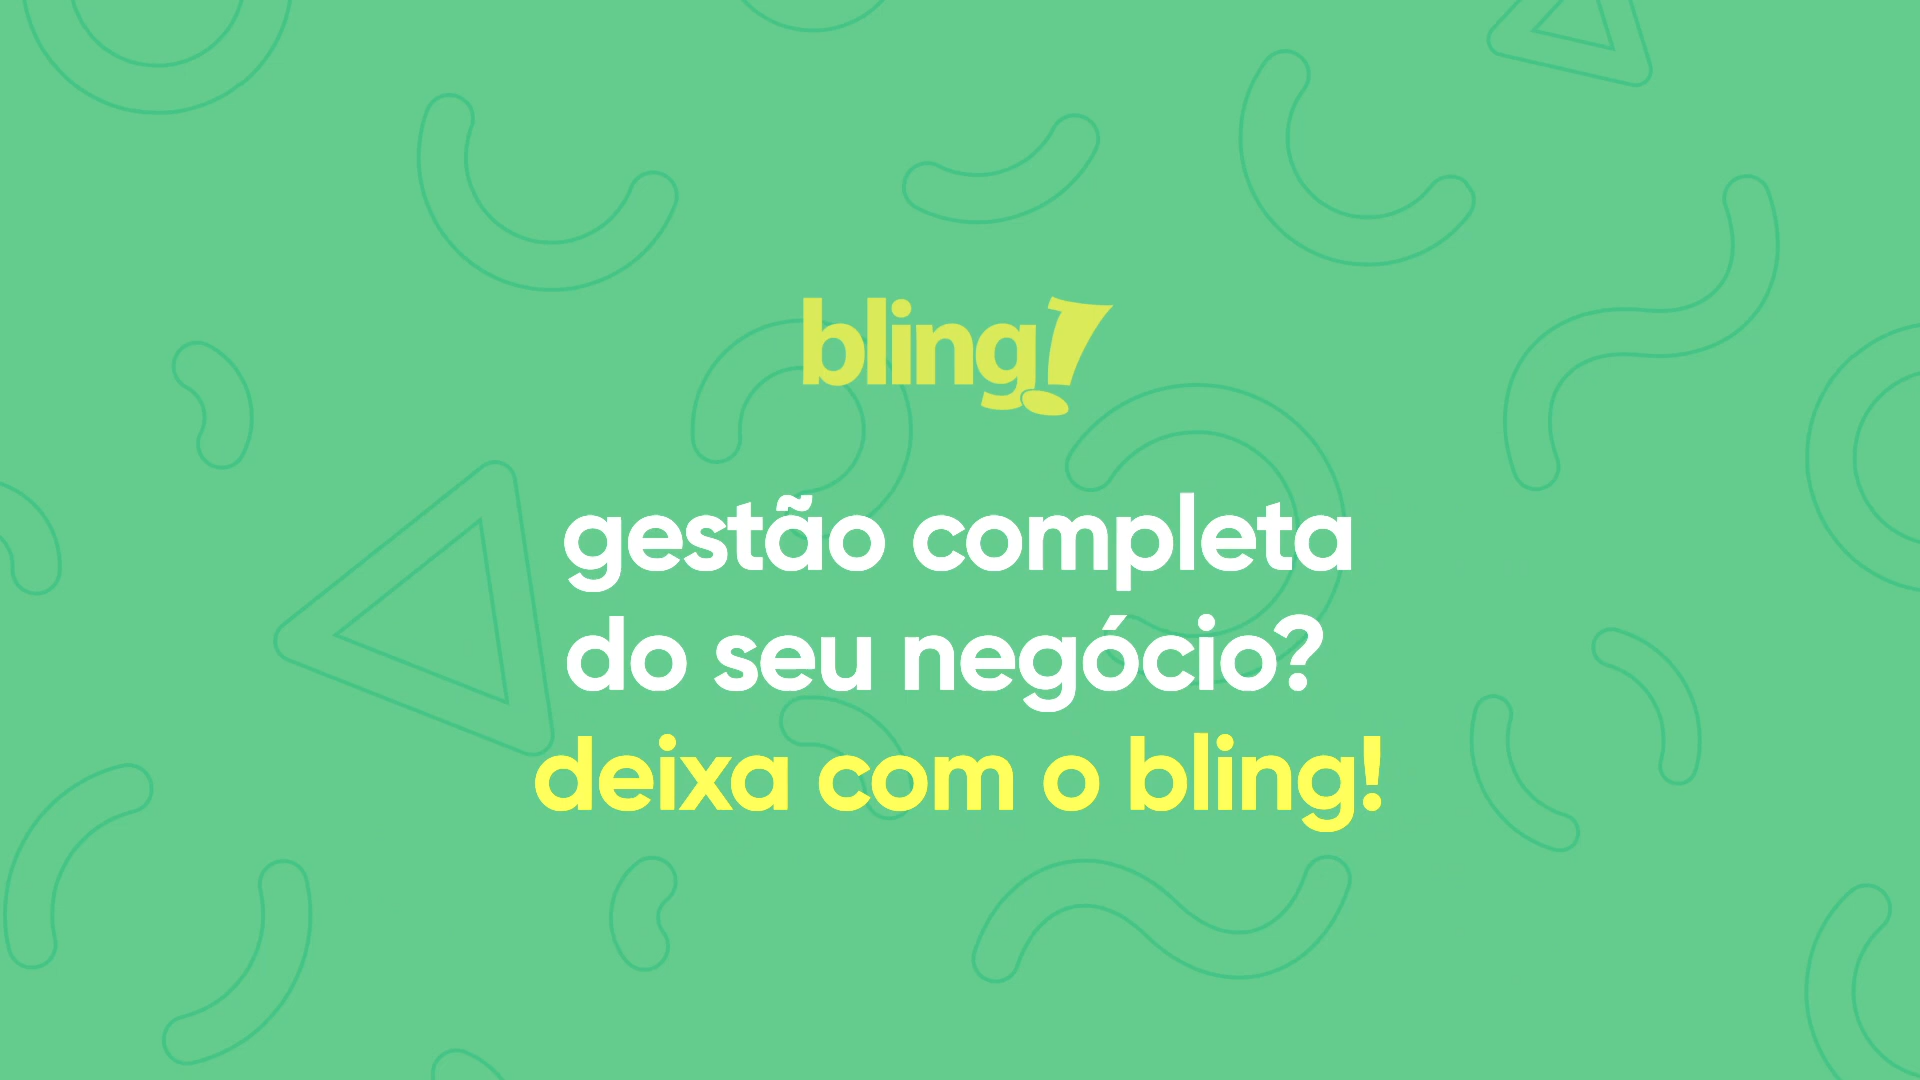 bling!
gestão completa
do seu negócio?
deixa com o bling!